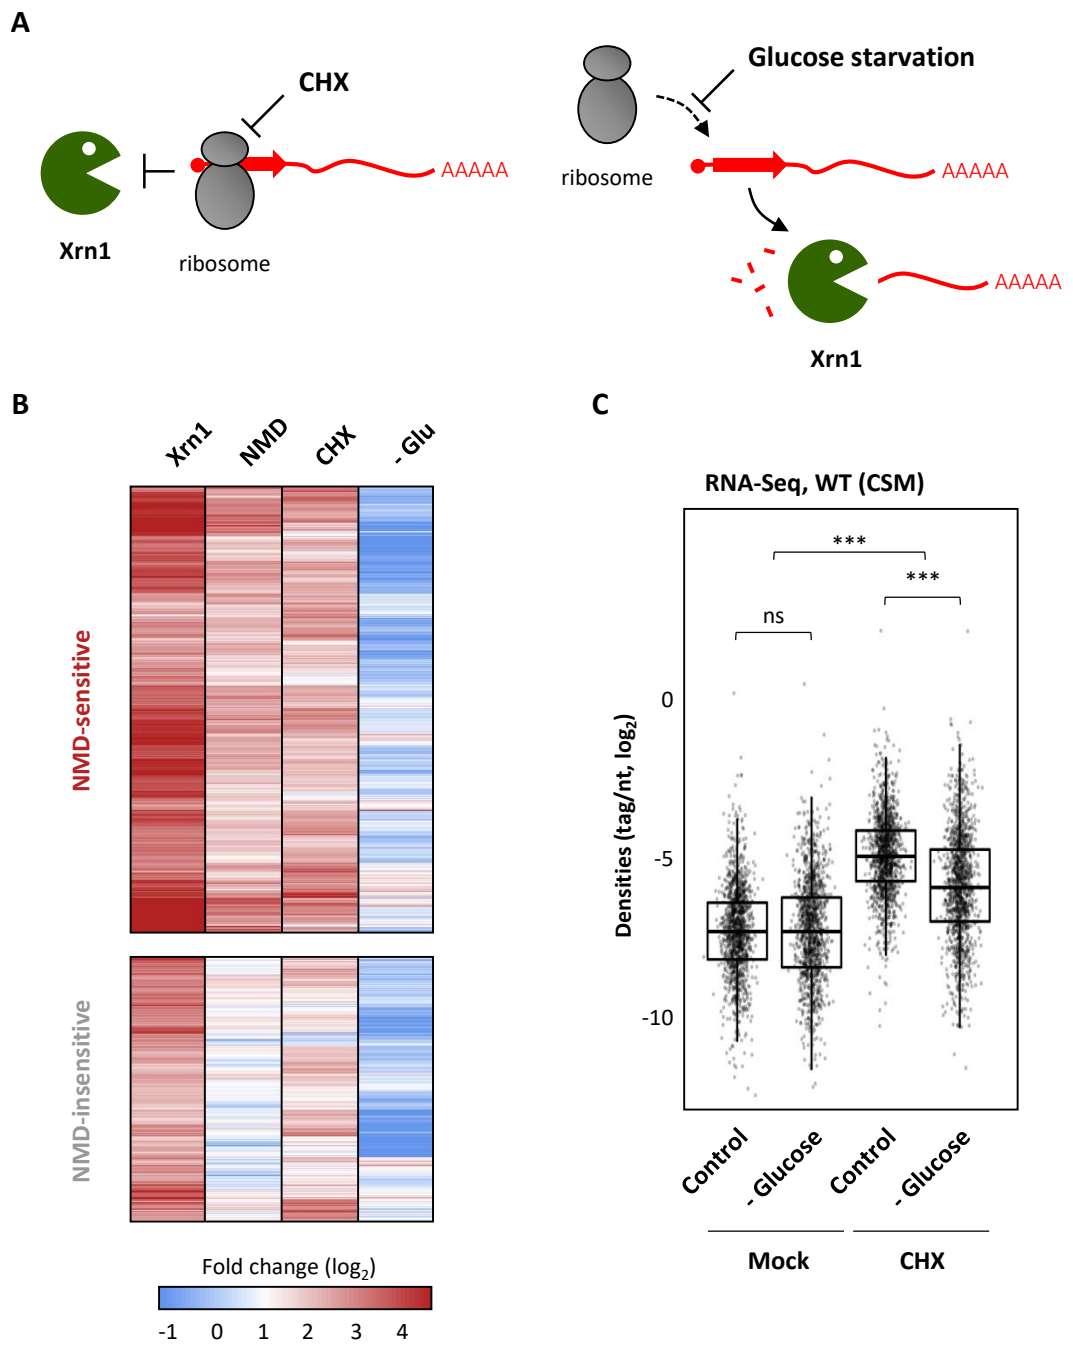 A
CHX
Xrn1
ribosome
AAAAA
Glucose starvation
ribosome
AAAAA
AAAAA
Xrn1
B
Xrn1
NMD
CHX
- Glu
NMD-sensitive
NMD-insensitive
Fold change (log2)
-1 0 1 2 3 4
C
RNA-Seq, WT (CSM)
***
***
ns
Densities (tag/nt, log2)
0
-5
-10
Control
- Glucose
Control
- Glucose
Mock
CHX